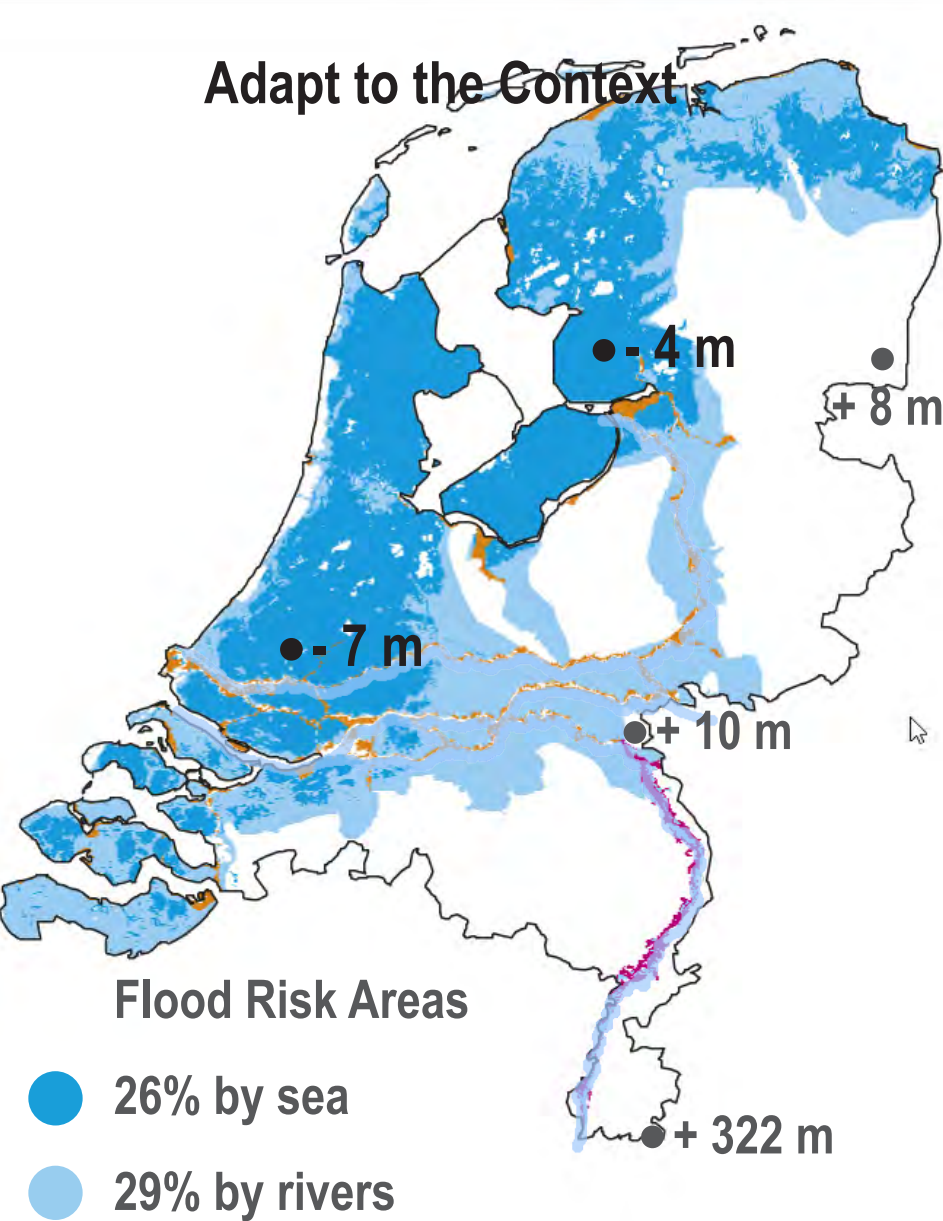 Adapt to the Context
- 4 m
+ 8 m
- 7 m
+ 10 m
Flood Risk Areas
26% by sea
+ 322 m
29% by rivers